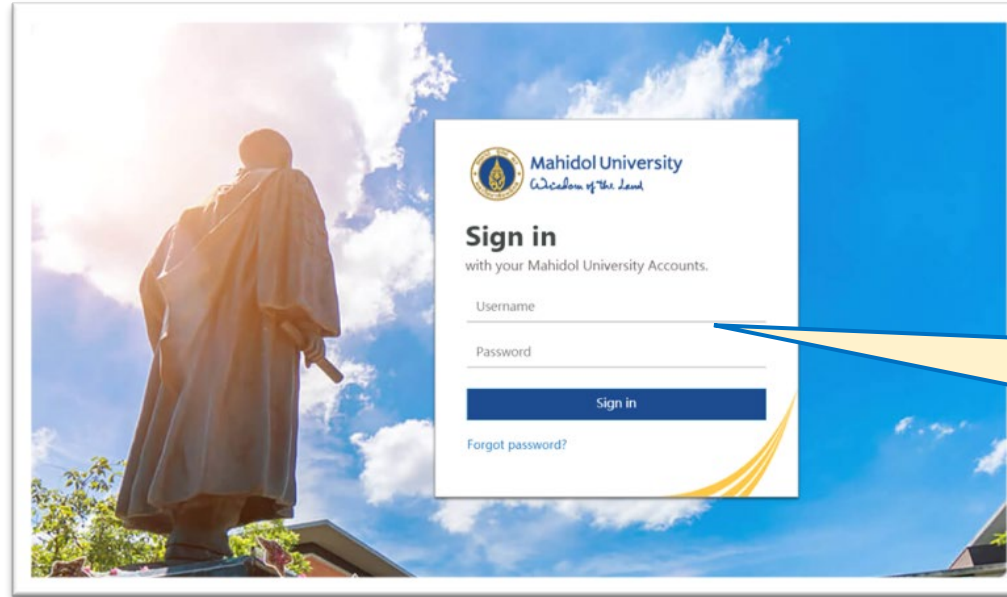 Mahidol University
Wisdom of the Land
Sign in
with your Mahidol University Accounts.
Username
Password
Sign in
Forgot password?